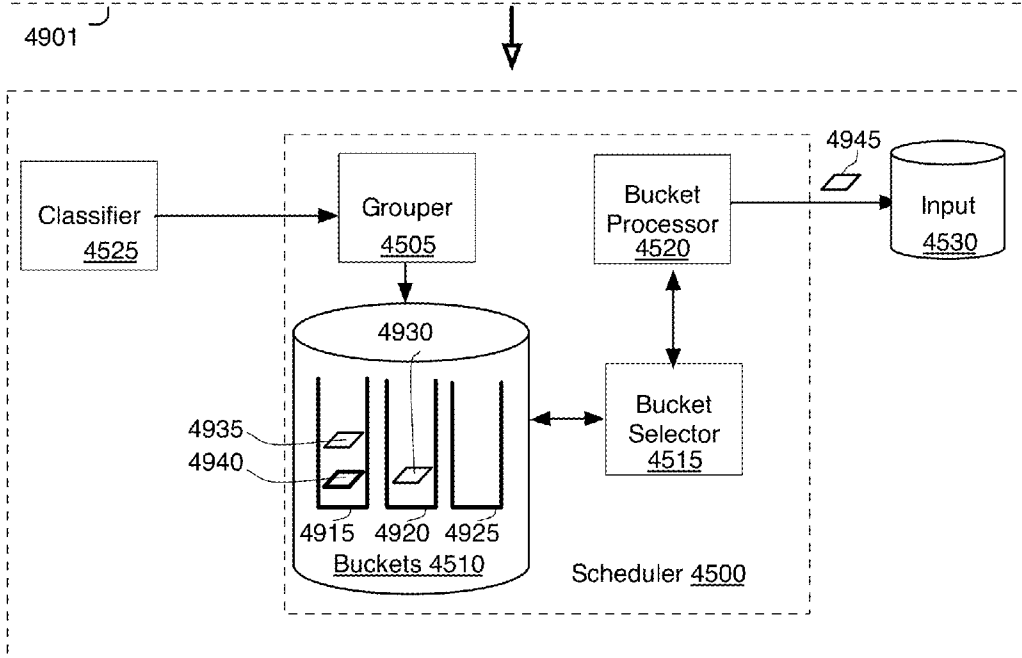 4901
4945
Classifier
4525
Grouper
4505
Bucket
Processor
4520
Input
4530
4930
Bucket
Selector
4515
4935
4940
4915 4920 4925
Buckets 4510
Scheduler 4500